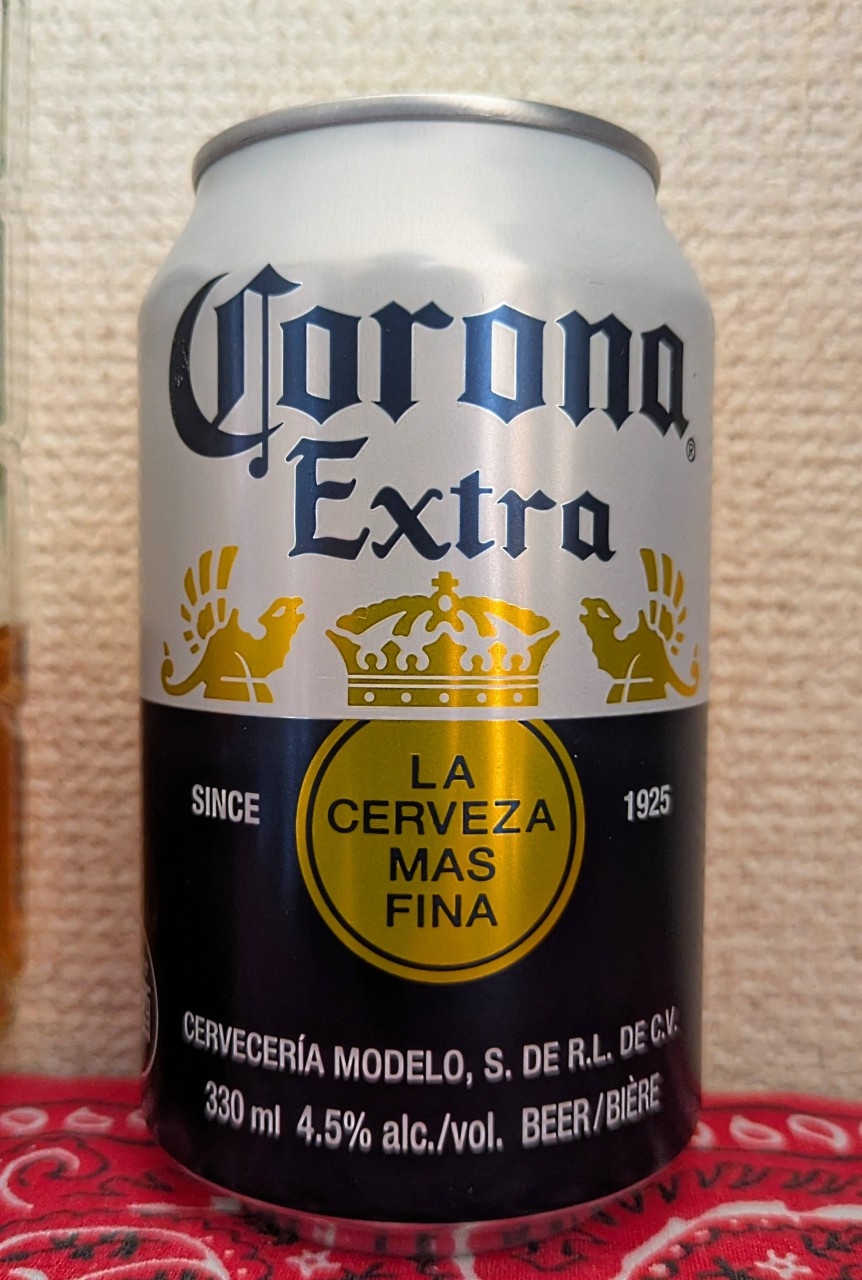 Corona®
Extra
LA
CERVEZA
MAS
FINA
SINCE 1925
CERVECERÍA MODELO, S. DE R.L. DE C.V.
330 ml 4.5% alc./vol. BEER/BIÈRE